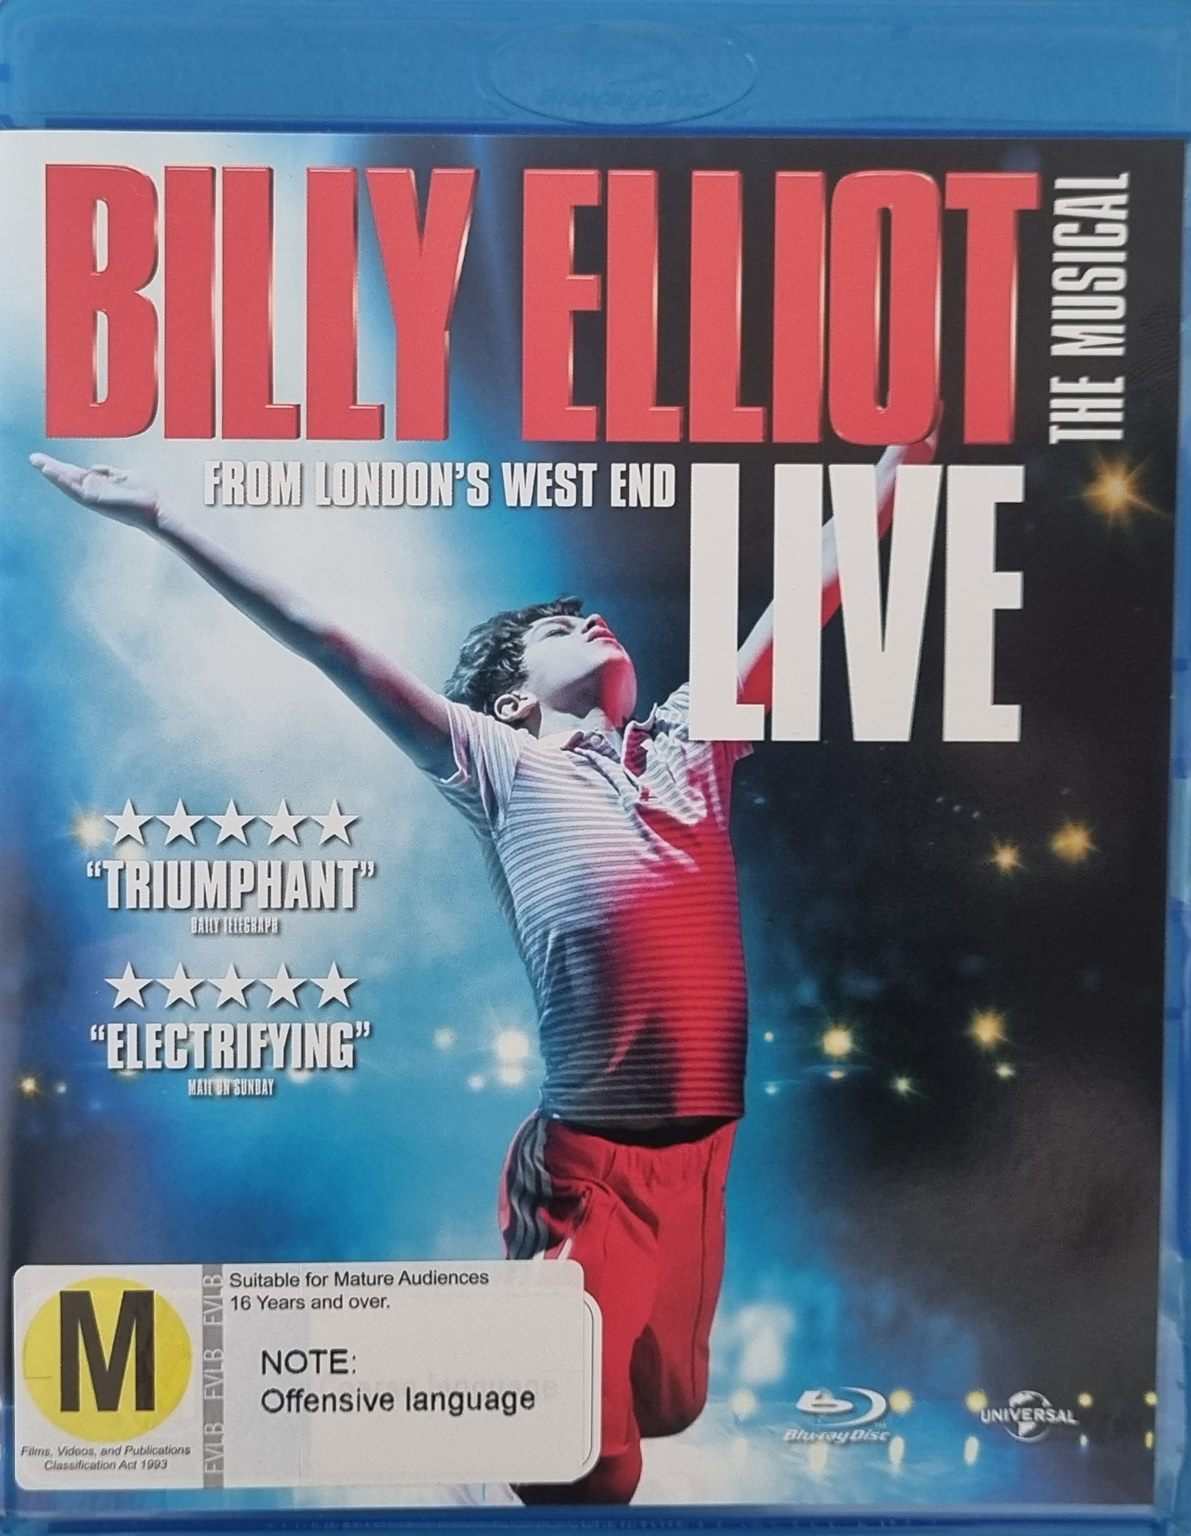 BILLY ELLIOT
THE MUSICAL
FROM LONDON'S WEST END
LIVE
"TRIUMPHANT"
DAILY TELEGRAPH
"ELECTRIFYING"
MAIL ON SUNDAY
M
Films, Videos, and Publications
Classification Act 1993
FVLB FVLB FVLB FVLB
Suitable for Mature Audiences
16 Years and over.
NOTE:
Offensive language
Blu-ray Disc
UNIVERSAL